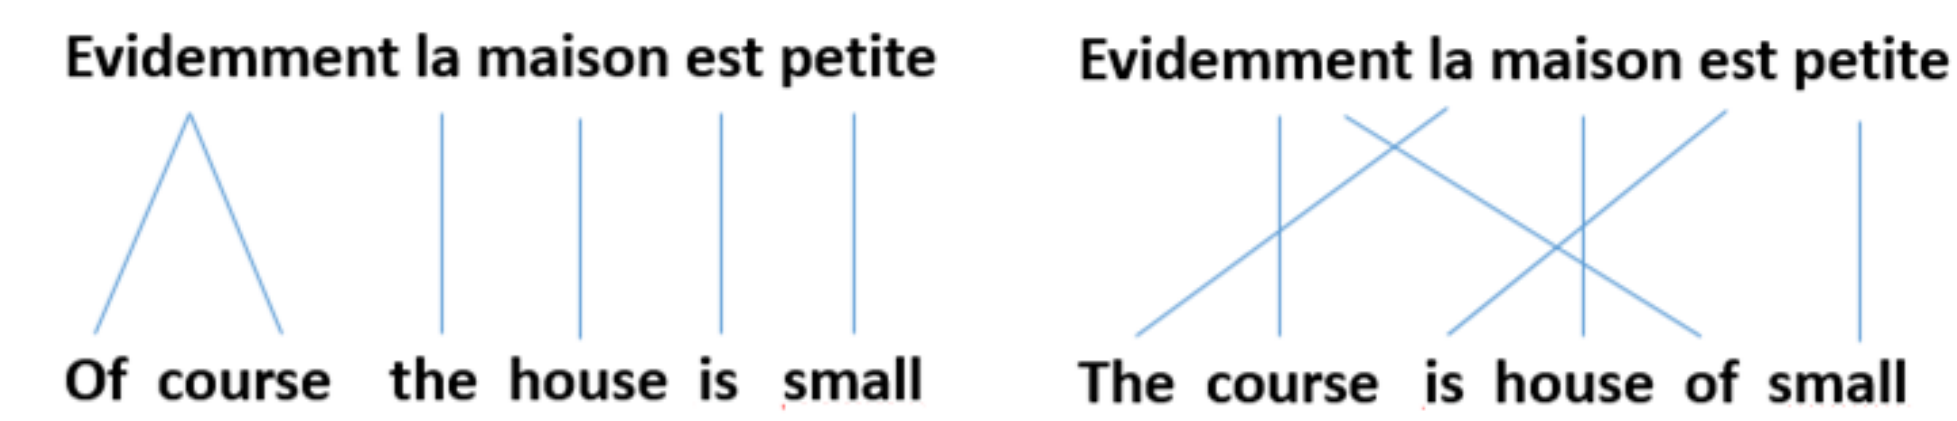 Evidemment la maison est petite
Of course the house is small
Evidemment la maison est petite
The course is house of small